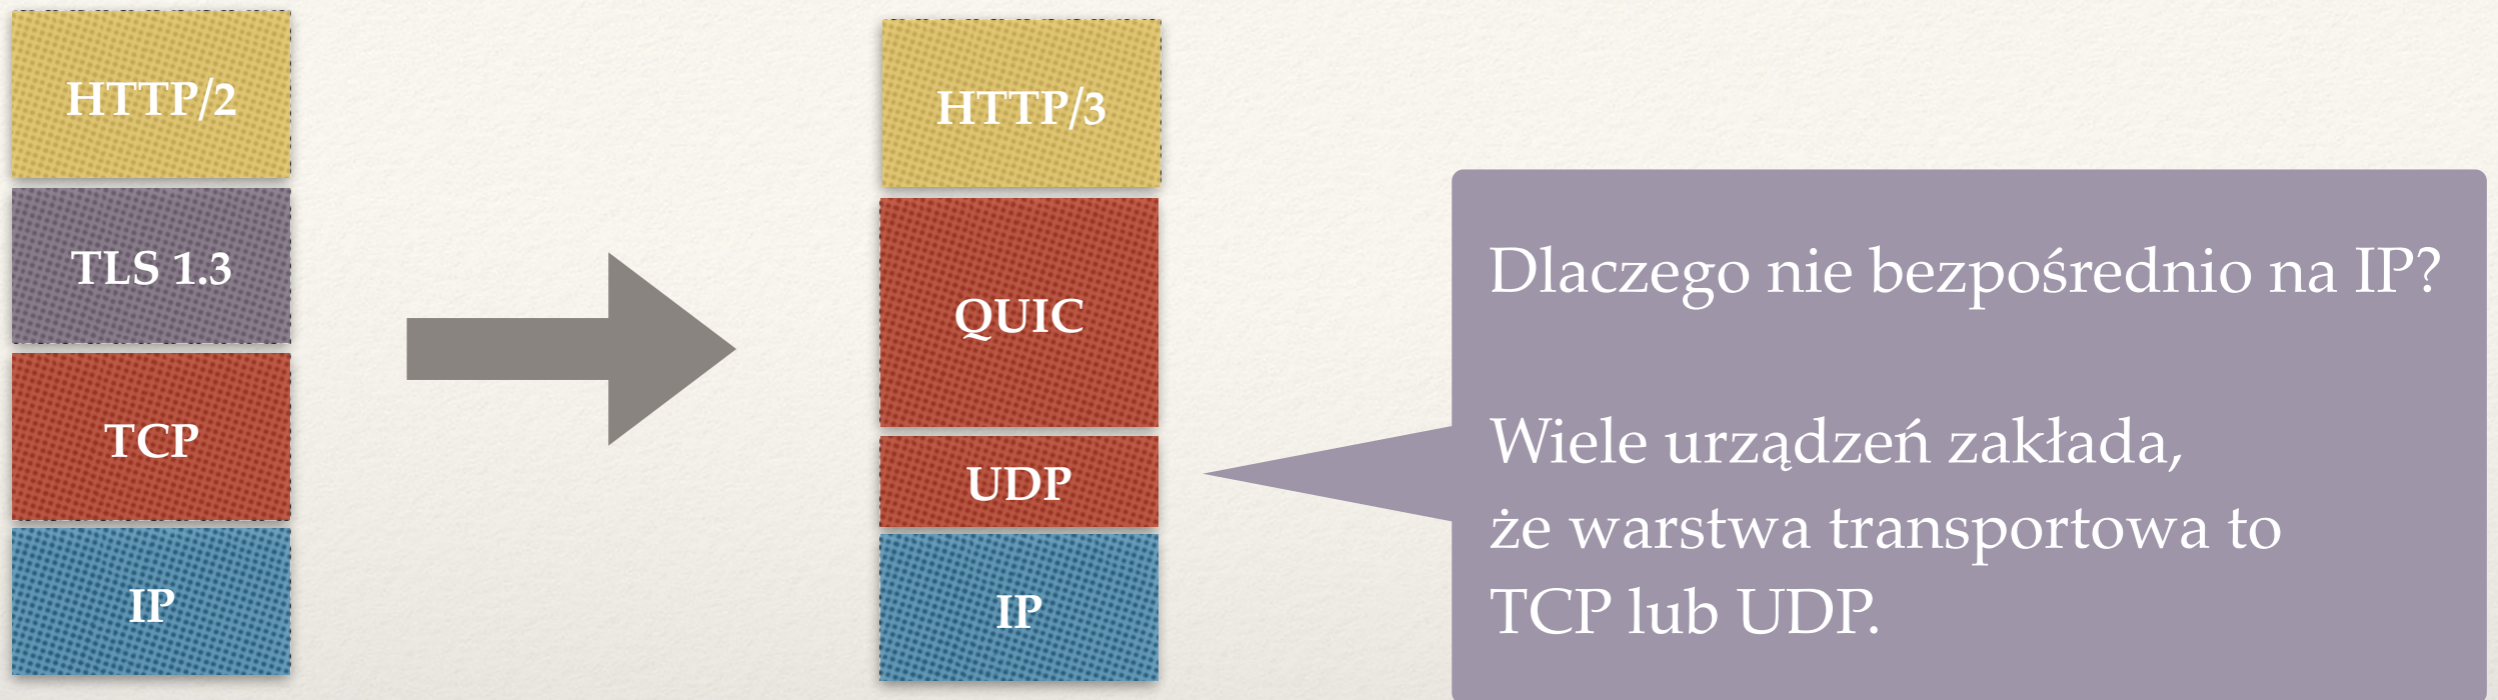 HTTP/2
TLS 1.3
TCP
IP
HTTP/3
QUIC
UDP
IP
Dlaczego nie bezpośrednio na IP?
Wiele urządzeń zakłada,
że warstwa transportowa to
TCP lub UDP.